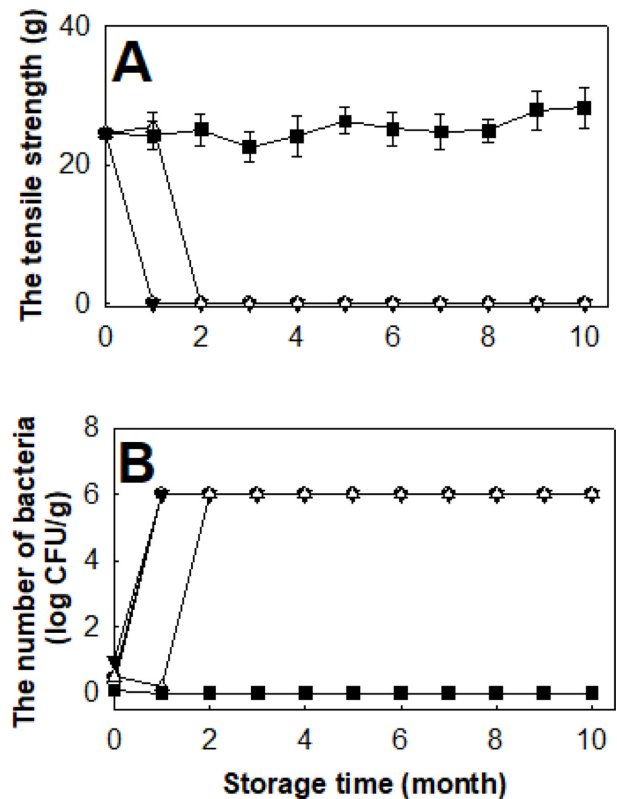 The tensile strength (g)
A
40
20
0
0 2 4 6 8 10
The number of bacteria
(log CFU/g)
B
8
6
4
2
0
0 2 4 6 8 10
Storage time (month)